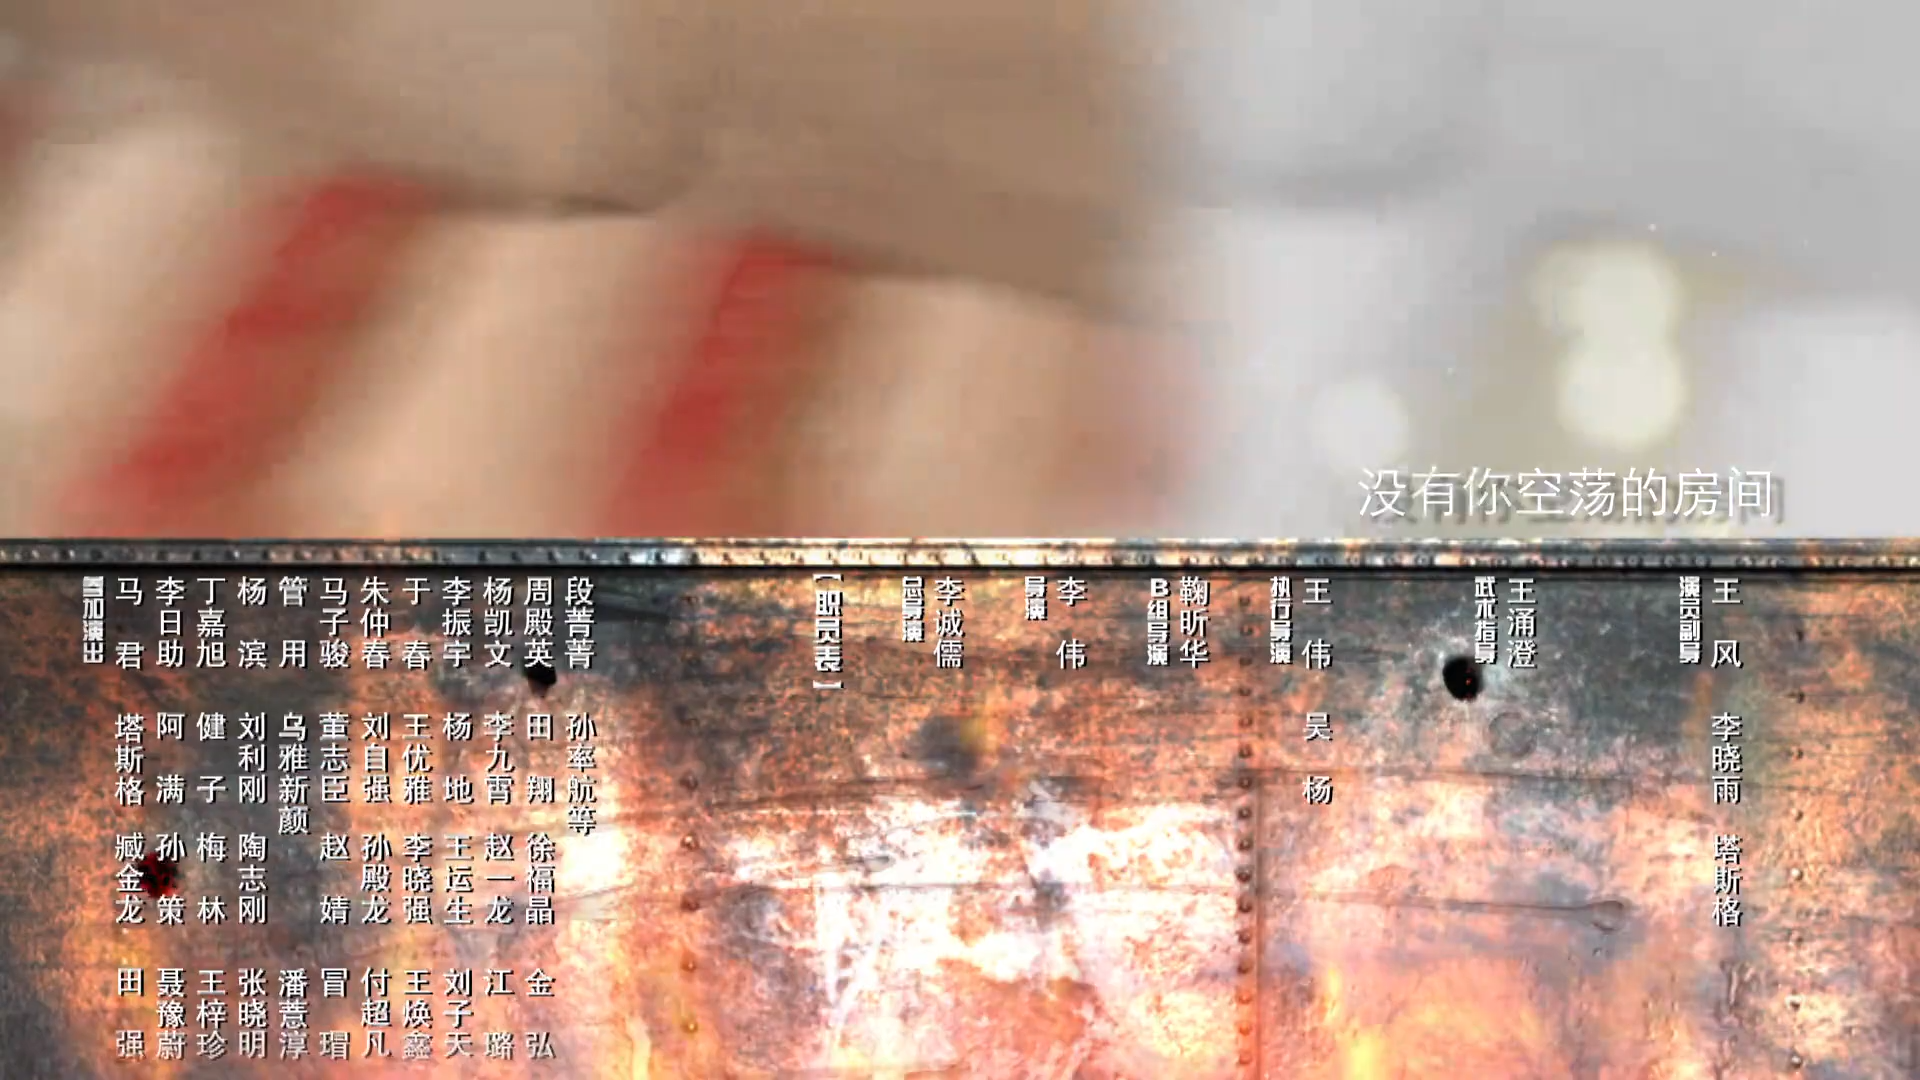 没有你空荡的房间
参加演出
马君
李日助
丁嘉旭
杨滨
管用
马子骏
朱仲春
于春
李振宇
杨凯文
周殿英
段菁菁
塔斯格
阿满
健子
刘利刚
乌雅新颜
董志臣
刘自强
王优雅
杨地
李九霄
田翔
孙率航等
臧金龙
孙策
梅林
陶志刚
赵婧
孙殿龙
李晓强
王运生
赵一龙
徐福晶
田强
聂豫蔚
王梓珍
张晓明
潘薏淳
冒瑁
付超凡
王焕鑫
刘子天
江璐
金弘
【职员表】
总导演
李诚儒
导演
李伟
B组导演
鞠昕华
执行导演
王伟
吴杨
武术指导
王涌澄
演员副导
王风
李晓雨
塔斯格